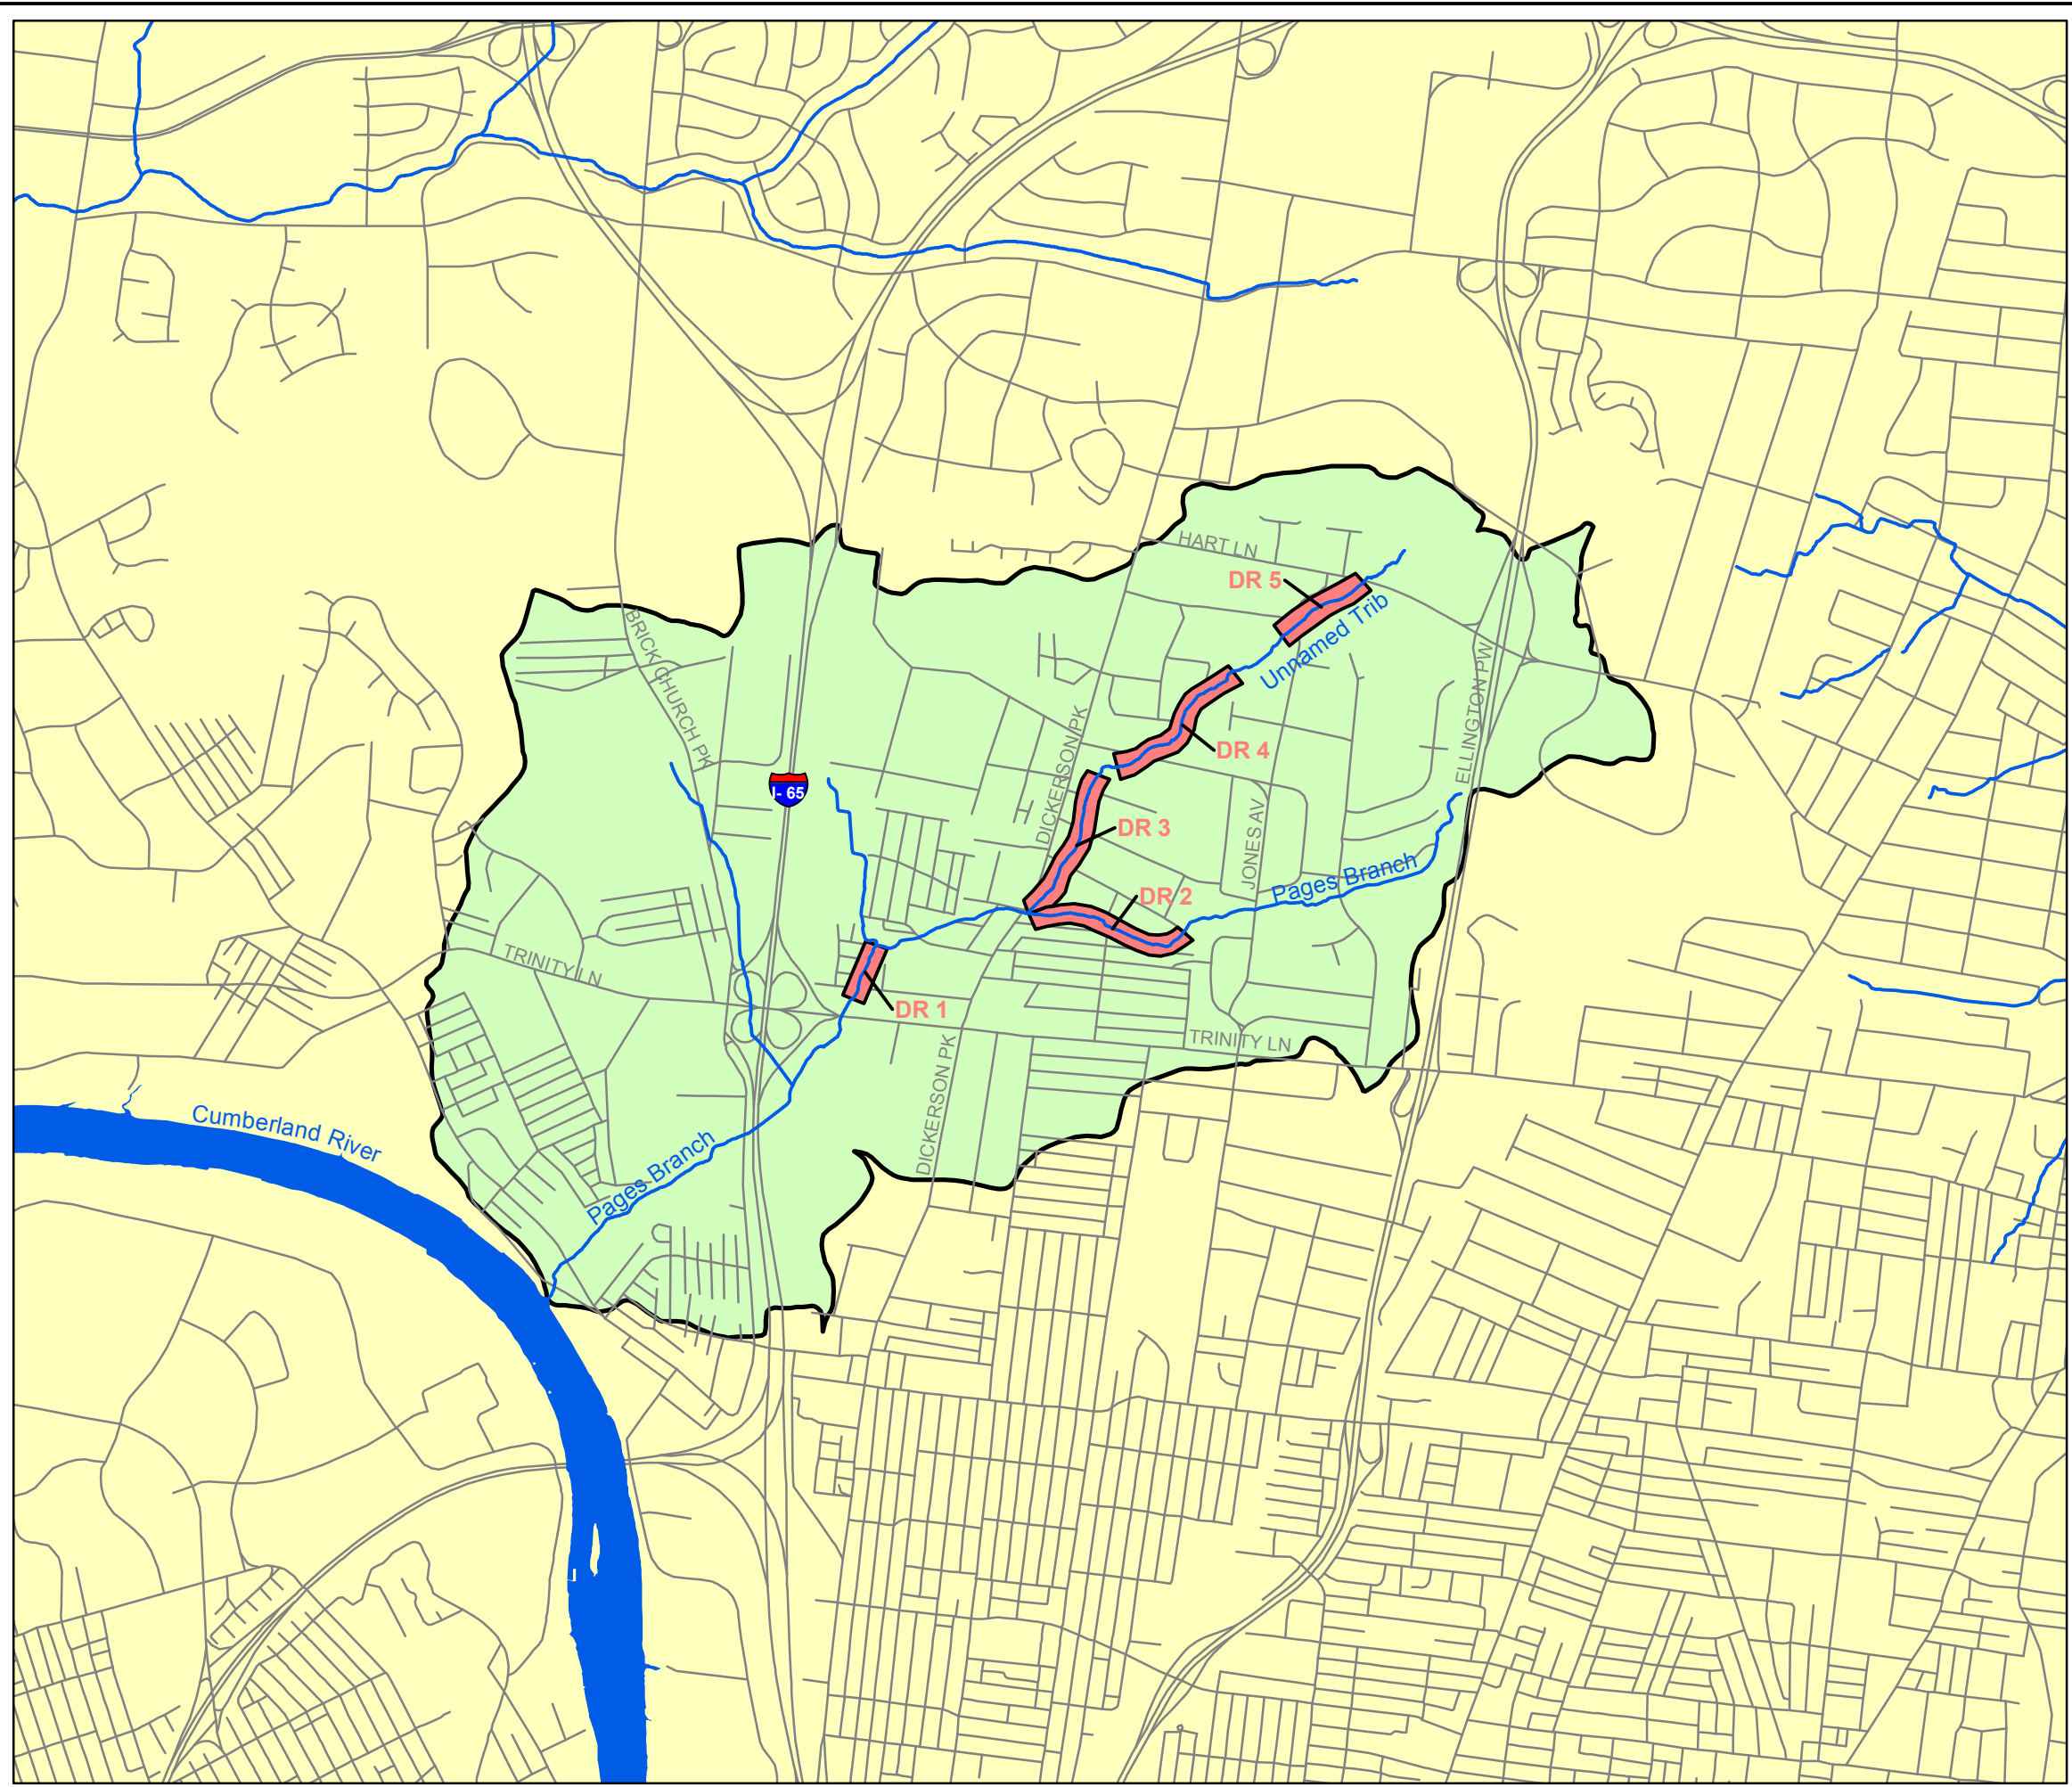 HART LN
DR 5
Unnamed Trib
BRICK CHURCH PK
ELLINGTON PW
DICKERSON PK
DR 4
I- 65
DR 3
JONES AV
Pages Branch
DR 2
TRINITY LN
DR 1
TRINITY LN
DICKERSON PK
Cumberland River
Pages Branch